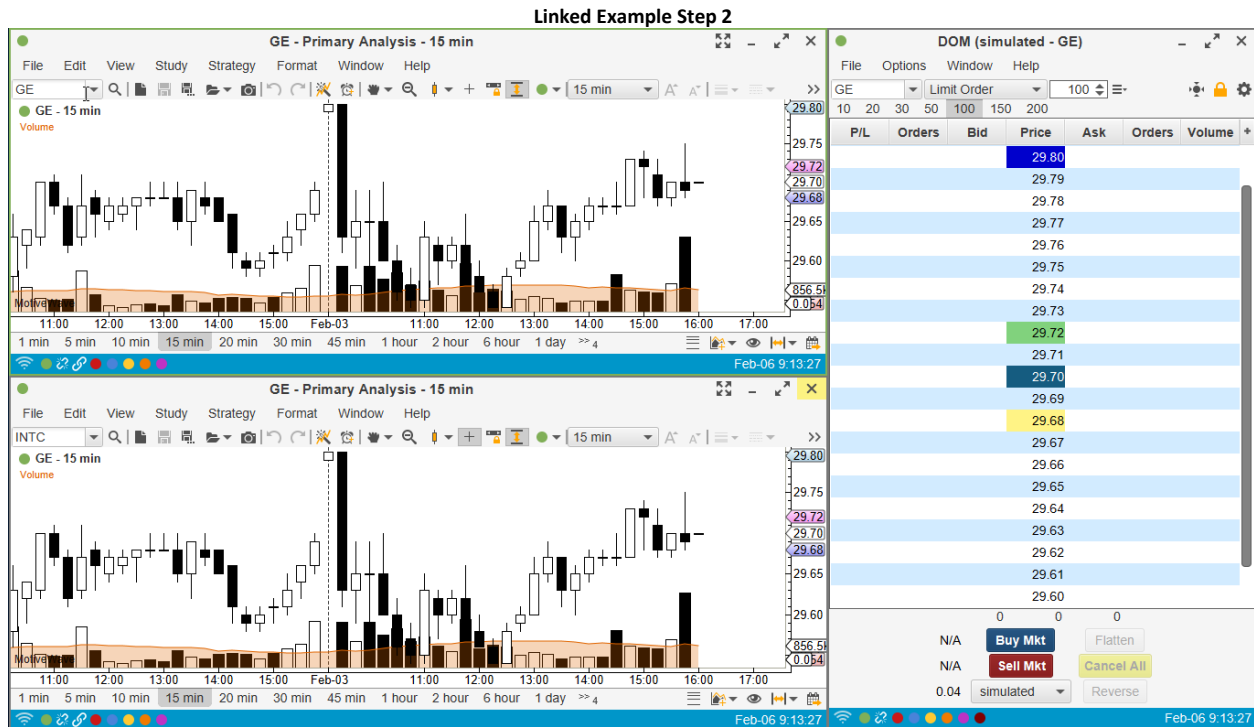 Linked Example Step 2
GE - Primary Analysis - 15 min
File Edit View Study Strategy Format Window Help
GE 15 min
GE - 15 min
Volume
29.80
29.75
29.72
29.70
29.68
29.65
29.60
856.5
0.054
MotiveWave
11:00 12:00 13:00 14:00 15:00 Feb-03 11:00 12:00 13:00 14:00 15:00 16:00 17:00
1 min 5 min 10 min 15 min 20 min 30 min 45 min 1 hour 2 hour 6 hour 1 day >> 4
Feb-06 9:13:27
GE - Primary Analysis - 15 min
File Edit View Study Strategy Format Window Help
INTC 15 min
GE - 15 min
Volume
29.80
29.75
29.72
29.70
29.68
29.65
29.60
856.5
0.054
MotiveWave
11:00 12:00 13:00 14:00 15:00 Feb-03 11:00 12:00 13:00 14:00 15:00 16:00 17:00
1 min 5 min 10 min 15 min 20 min 30 min 45 min 1 hour 2 hour 6 hour 1 day >> 4
Feb-06 9:13:27
DOM (simulated - GE)
File Options Window Help
GE Limit Order 100
10 20 30 50 100 150 200
P/L Orders Bid Price Ask Orders Volume +
29.80
29.79
29.78
29.77
29.76
29.75
29.74
29.73
29.72
29.71
29.70
29.69
29.68
29.67
29.66
29.65
29.64
29.63
29.62
29.61
29.60
0 0 0
N/A Buy Mkt Flatten
N/A Sell Mkt Cancel All
0.04 simulated Reverse
Feb-06 9:13:27